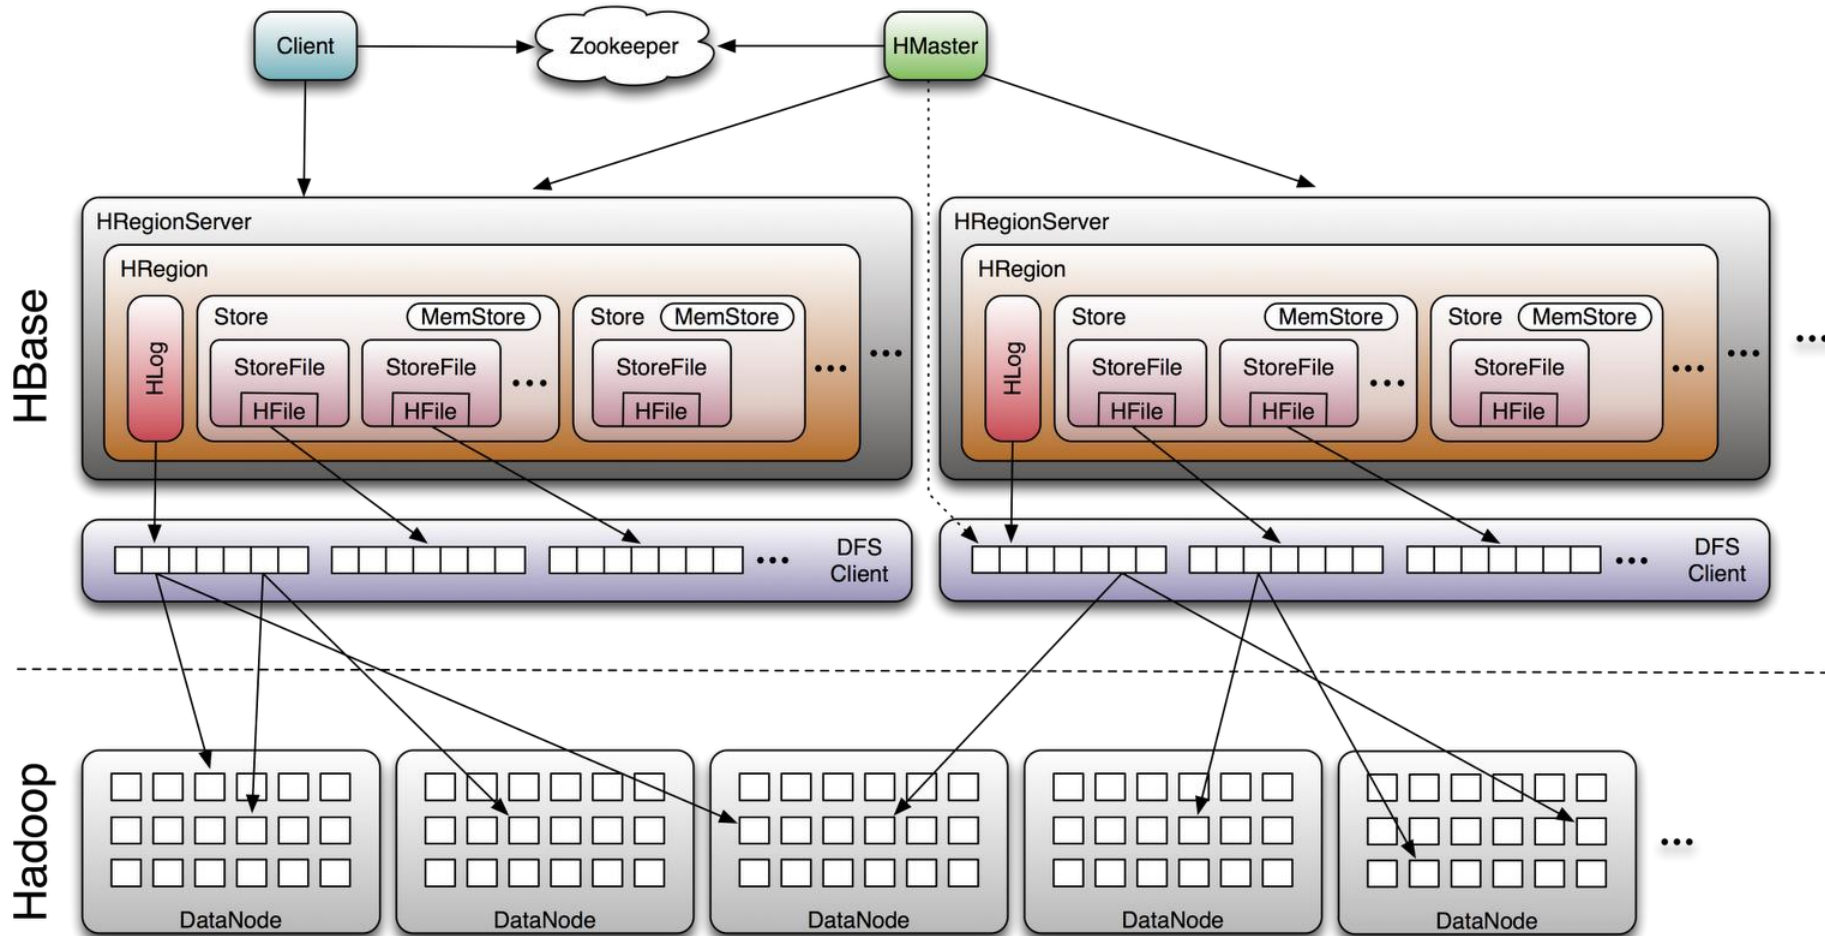 Client
Zookeeper
HMaster
HBase
HRegionServer
HRegion
HLog
Store
MemStore
StoreFile
HFile
StoreFile
HFile
...
Store
MemStore
StoreFile
HFile
...
...
HRegionServer
HRegion
HLog
Store
MemStore
StoreFile
HFile
StoreFile
HFile
...
Store
MemStore
StoreFile
HFile
...
...
...
...
DFS
Client
...
DFS
Client
Hadoop
DataNode
DataNode
DataNode
DataNode
DataNode
...